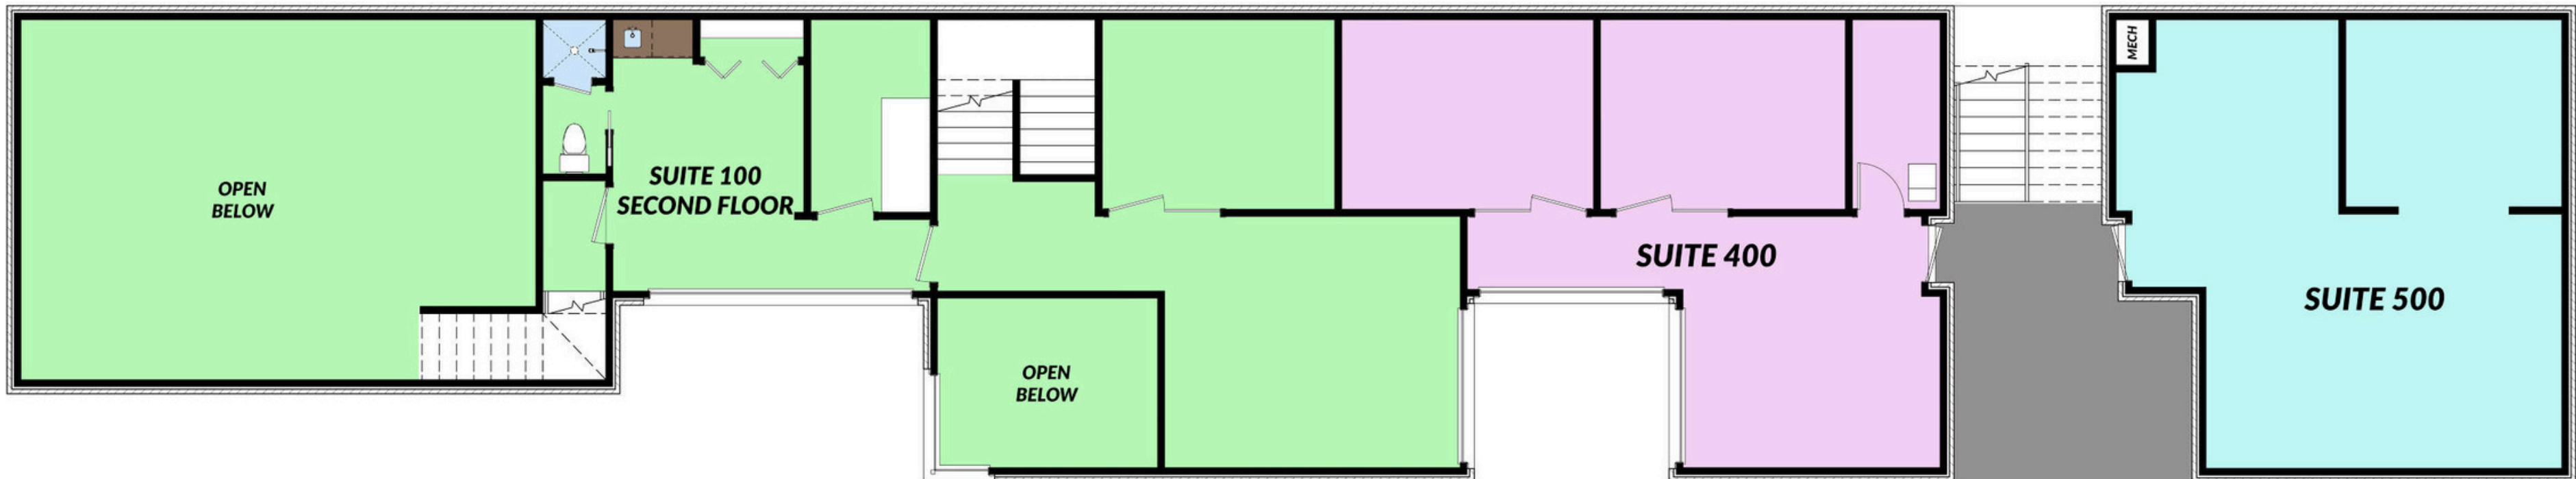 OPEN
BELOW
SUITE 100
SECOND FLOOR
OPEN
BELOW
SUITE 400
MECH
SUITE 500